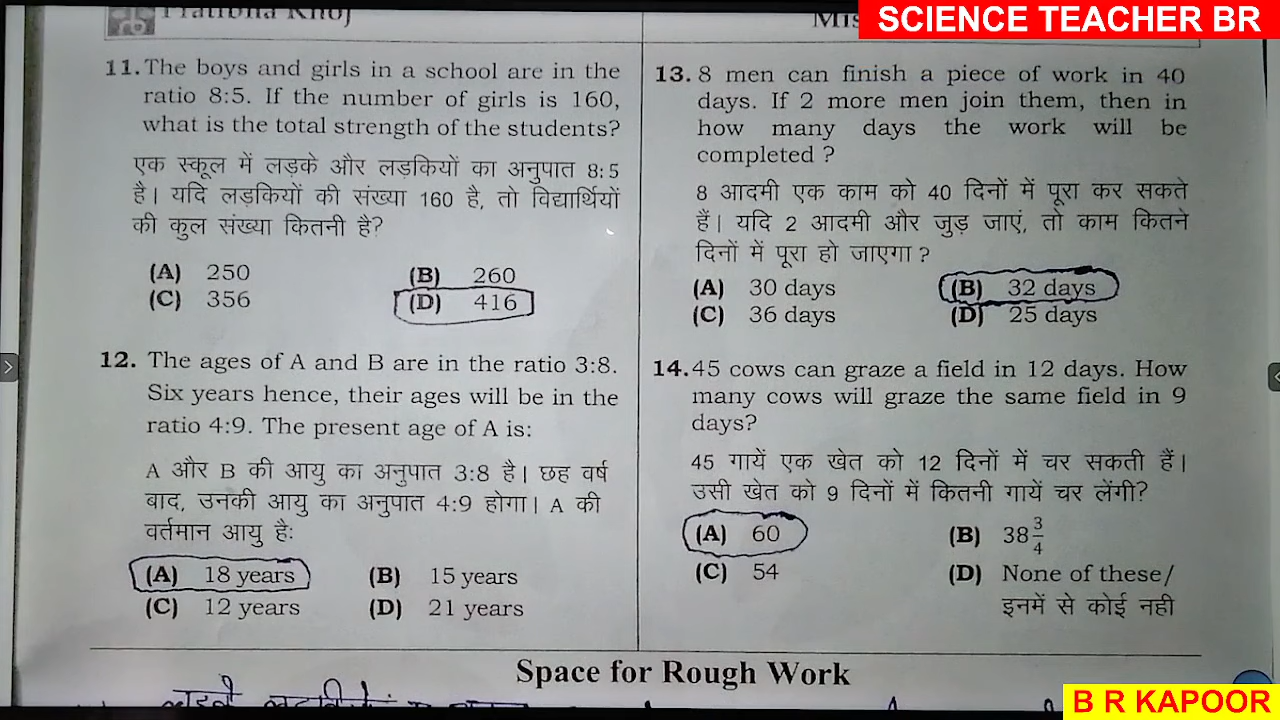 Pratibha Khoj
SCIENCE TEACHER BR
11. The boys and girls in a school are in the
ratio 8:5. If the number of girls is 160,
what is the total strength of the students?
एक स्कूल में लड़के और लड़कियों का अनुपात 8:5
है। यदि लड़कियों की संख्या 160 है, तो विद्यार्थियों
की कुल संख्या कितनी है?
(A) 250 (B) 260
(C) 356 (D) 416
12. The ages of A and B are in the ratio 3:8.
Six years hence, their ages will be in the
ratio 4:9. The present age of A is:
A और B की आयु का अनुपात 3:8 है। छह वर्ष
बाद, उनकी आयु का अनुपात 4:9 होगा। A की
वर्तमान आयु है:
(A) 18 years (B) 15 years
(C) 12 years (D) 21 years
13. 8 men can finish a piece of work in 40
days. If 2 more men join them, then in
how many days the work will be
completed ?
8 आदमी एक काम को 40 दिनों में पूरा कर सकते
हैं। यदि 2 आदमी और जुड़ जाएं, तो काम कितने
दिनों में पूरा हो जाएगा ?
(A) 30 days (B) 32 days
(C) 36 days (D) 25 days
14. 45 cows can graze a field in 12 days. How
many cows will graze the same field in 9
days?
45 गायें एक खेत को 12 दिनों में चर सकती हैं।
उसी खेत को 9 दिनों में कितनी गायें चर लेंगी?
(A) 60 (B) 38 3/4
(C) 54 (D) None of these/
इनमें से कोई नही
Space for Rough Work
B R KAPOOR